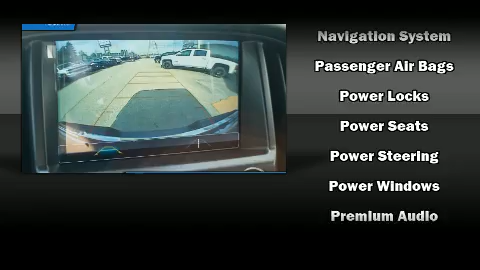 Navigation System
Passenger Air Bags
Power Locks
Power Seats
Power Steering
Power Windows
Premium Audio